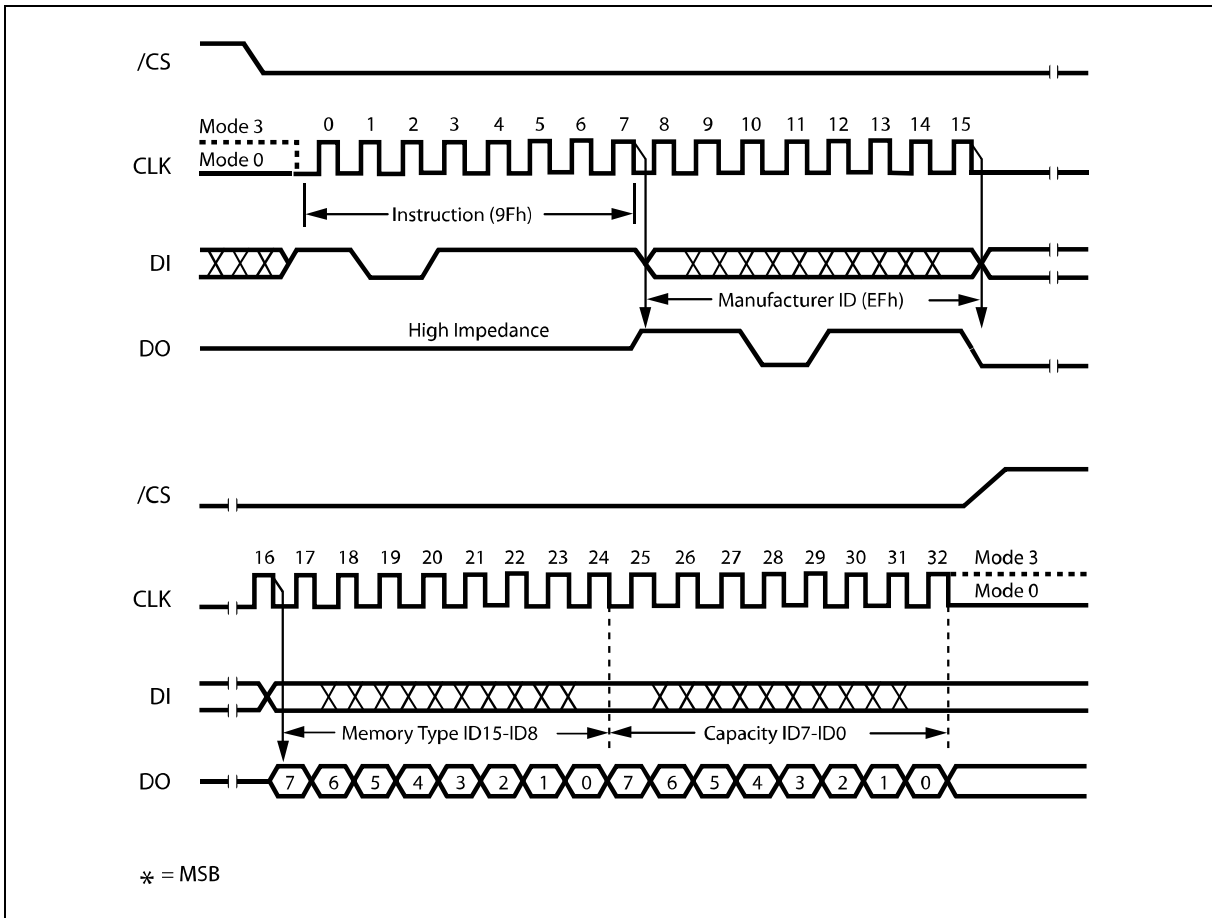 /CS
Mode 3
0 1 2 3 4 5 6 7 8 9 10 11 12 13 14 15
Mode 0
CLK
Instruction (9Fh)
DI
Manufacturer ID (EFh)
High Impedance
DO
/CS
16 17 18 19 20 21 22 23 24 25 26 27 28 29 30 31 32
Mode 3
Mode 0
CLK
DI
Memory Type ID15-ID8
Capacity ID7-ID0
DO
7 6 5 4 3 2 1 0 7 6 5 4 3 2 1 0
* = MSB